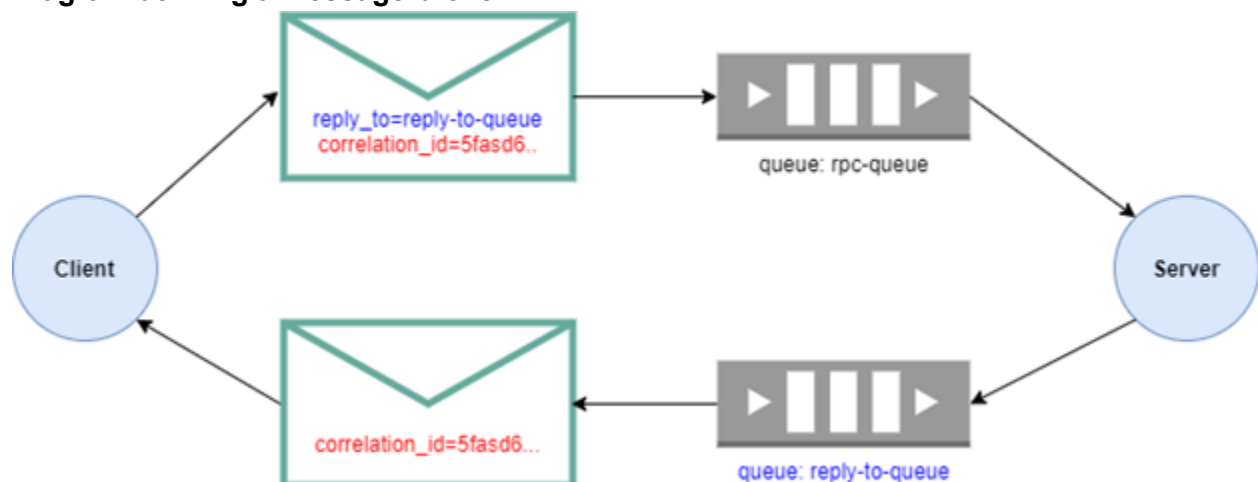 reply_to=reply-to-queue
correlation_id=5fasd6..
queue: rpc-queue
Client
Server
correlation_id=5fasd6...
queue: reply-to-queue